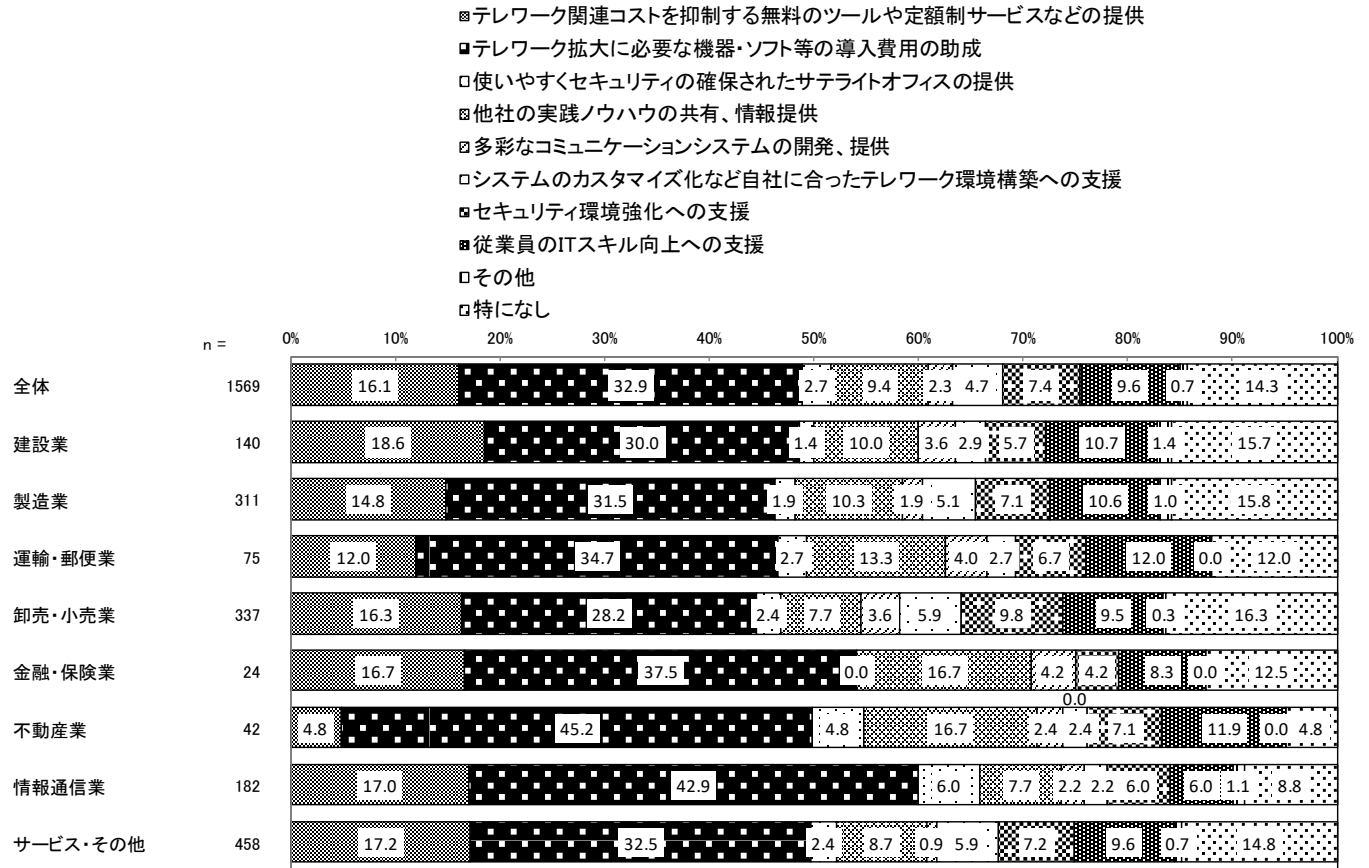 テレワーク関連コストを抑制する無料のツールや定額制サービスなどの提供
テレワーク拡大に必要な機器・ソフト等の導入費用の助成
使いやすくセキュリティの確保されたサテライトオフィスの提供
他社の実践ノウハウの共有、情報提供
多彩なコミュニケーションシステムの開発、提供
システムのカスタマイズ化など自社に合ったテレワーク環境構築への支援
セキュリティ環境強化への支援
従業員のITスキル向上への支援
その他
特になし
n = 0% 10% 20% 30% 40% 50% 60% 70% 80% 90% 100%
全体 1569 16.1 32.9 2.7 9.4 2.3 4.7 7.4 9.6 0.7 14.3
建設業 140 18.6 30.0 1.4 10.0 3.6 2.9 5.7 10.7 1.4 15.7
製造業 311 14.8 31.5 1.9 10.3 1.9 5.1 7.1 10.6 1.0 15.8
運輸・郵便業 75 12.0 34.7 2.7 13.3 4.0 2.7 6.7 12.0 0.0 12.0
卸売・小売業 337 16.3 28.2 2.4 7.7 3.6 5.9 9.8 9.5 0.3 16.3
金融・保険業 24 16.7 37.5 0.0 16.7 4.2 4.2 8.3 0.0 12.5
0.0
不動産業 42 4.8 45.2 4.8 16.7 2.4 2.4 7.1 11.9 0.0 4.8
情報通信業 182 17.0 42.9 6.0 7.7 2.2 2.2 6.0 6.0 1.1 8.8
サービス・その他 458 17.2 32.5 2.4 8.7 0.9 5.9 7.2 9.6 0.7 14.8